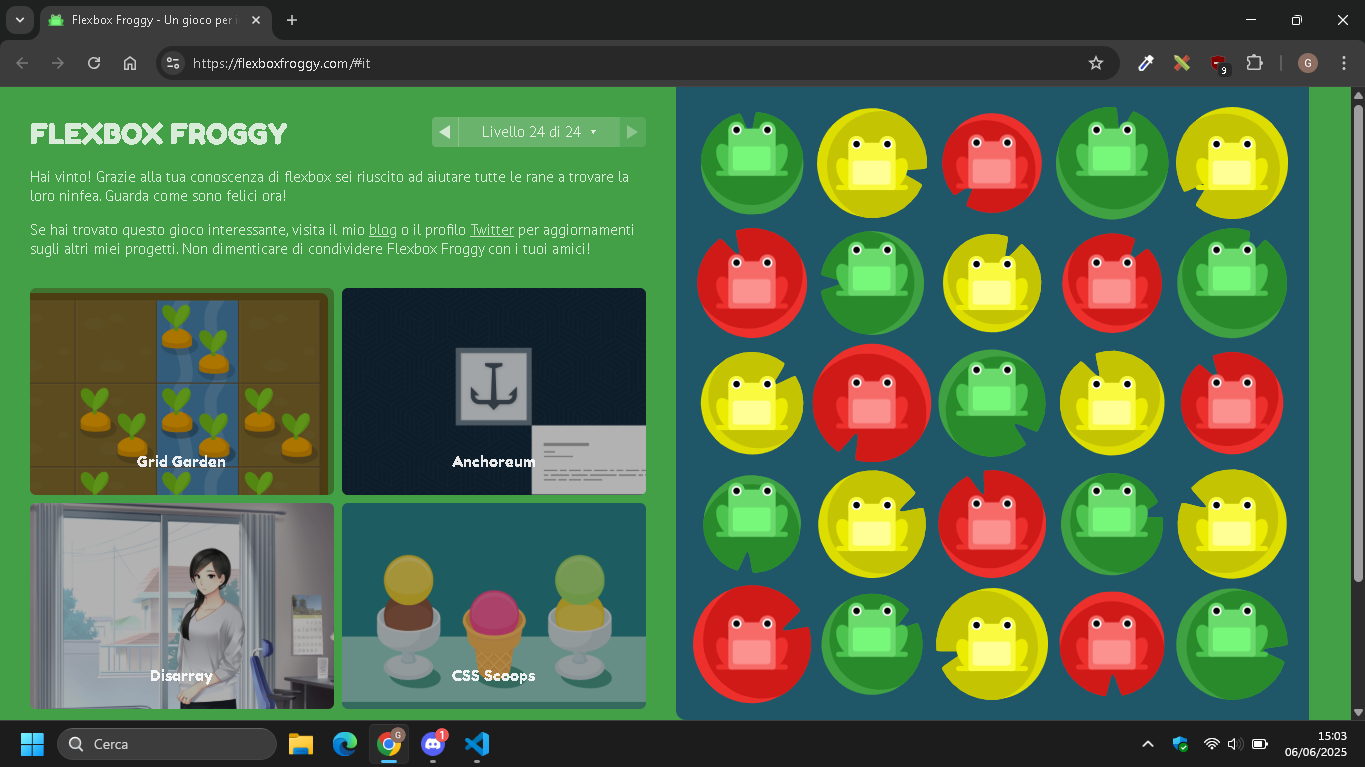 Flexbox Froggy - Un gioco per i
https://flexboxfroggy.com/#it
9
G
FLEXBOX FROGGY
Livello 24 di 24
Hai vinto! Grazie alla tua conoscenza di flexbox sei riuscito ad aiutare tutte le rane a trovare la
loro ninfea. Guarda come sono felici ora!
Se hai trovato questo gioco interessante, visita il mio blog o il profilo Twitter per aggiornamenti
sugli altri miei progetti. Non dimenticare di condividere Flexbox Froggy con i tuoi amici!
Grid Garden
Anchoreum
Disarray
CSS Scoops
Cerca
G
1
15:03
06/06/2025